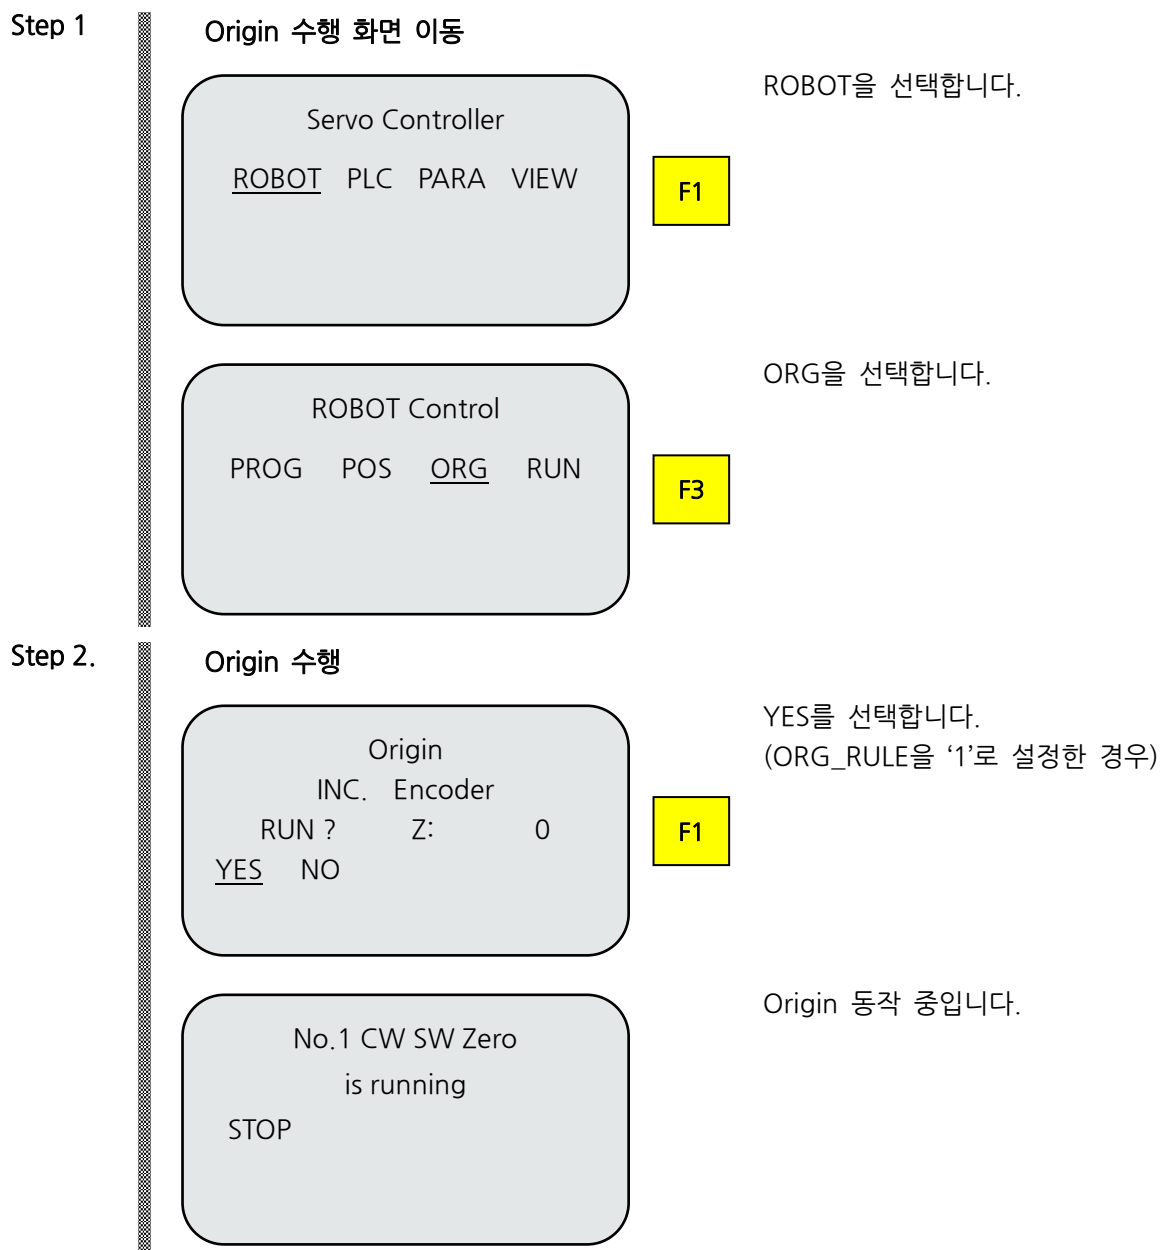 Step 1
Origin 수행 화면 이동
Servo Controller
ROBOT PLC PARA VIEW
F1
ROBOT을 선택합니다.
ROBOT Control
PROG POS ORG RUN
F3
ORG을 선택합니다.
Step 2.
Origin 수행
Origin
INC. Encoder
RUN ? Z: 0
YES NO
F1
YES를 선택합니다.
(ORG_RULE을 ‘1’로 설정한 경우)
No.1 CW SW Zero
is running
STOP
Origin 동작 중입니다.